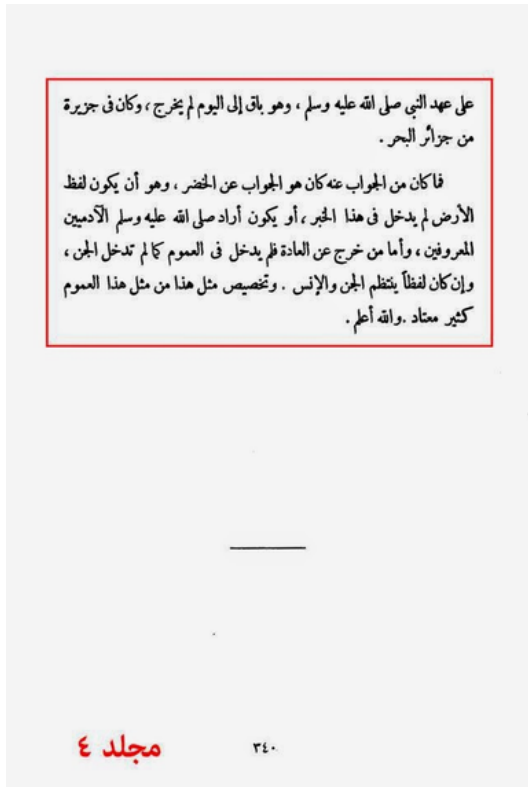 على عهد النبي صلى الله عليه وسلم ، وهو باق إلى اليوم لم يخرج ، وكان فى جزيرة
من جزائر البحر .
فما كان من الجواب عنه كان هو الجواب عن الخضر ، وهو أن يكون لفظ
الأرض لم يدخل فى هذا الخبر ، أو يكون أراد صلى الله عليه وسلم الآدميين
المعروفين ، وأما من خرج عن العادة فلم يدخل فى العموم كما لم تدخل الجن ،
وإن كان لفظاً ينتظم الجن والإنس . وتخصيص مثل هذا من مثل هذا العموم
كثير معتاد . والله أعلم .
٣٤٠
مجلد ٤